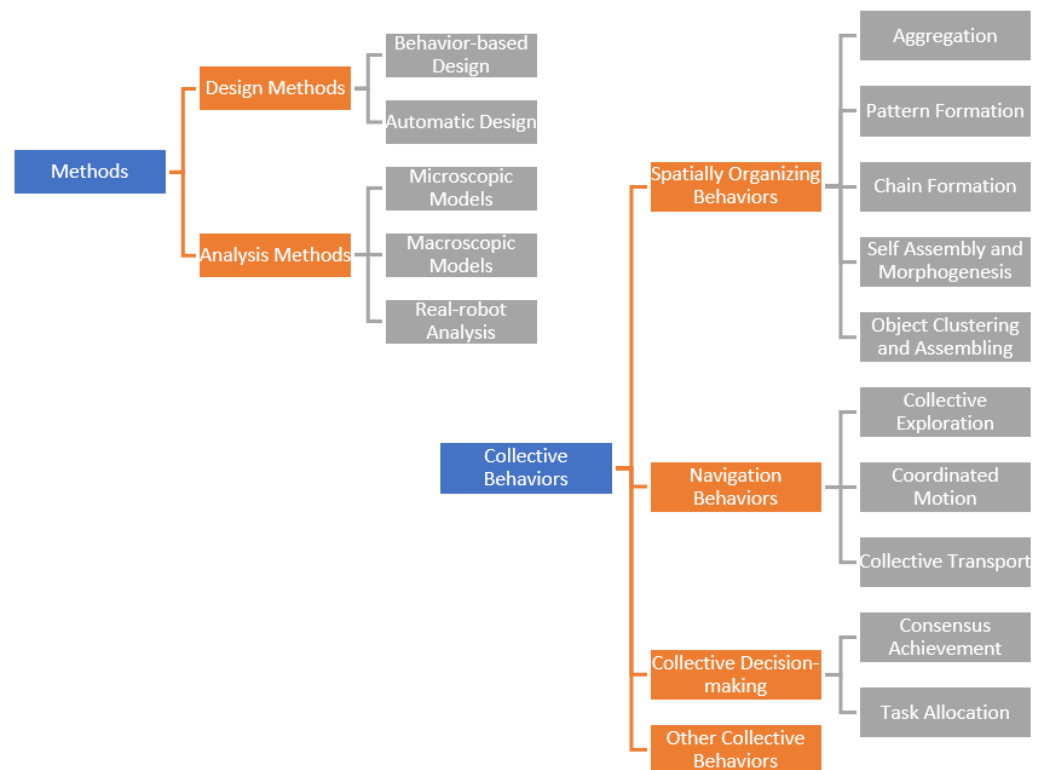 Methods
Design Methods
Behavior-based
Design
Automatic Design
Analysis Methods
Microscopic
Models
Macroscopic
Models
Real-robot
Analysis
Collective
Behaviors
Spatially Organizing
Behaviors
Aggregation
Pattern Formation
Chain Formation
Self Assembly and
Morphogenesis
Object Clustering
and Assembling
Navigation
Behaviors
Collective
Exploration
Coordinated
Motion
Collective Transport
Collective Decision-
making
Consensus
Achievement
Task Allocation
Other Collective
Behaviors